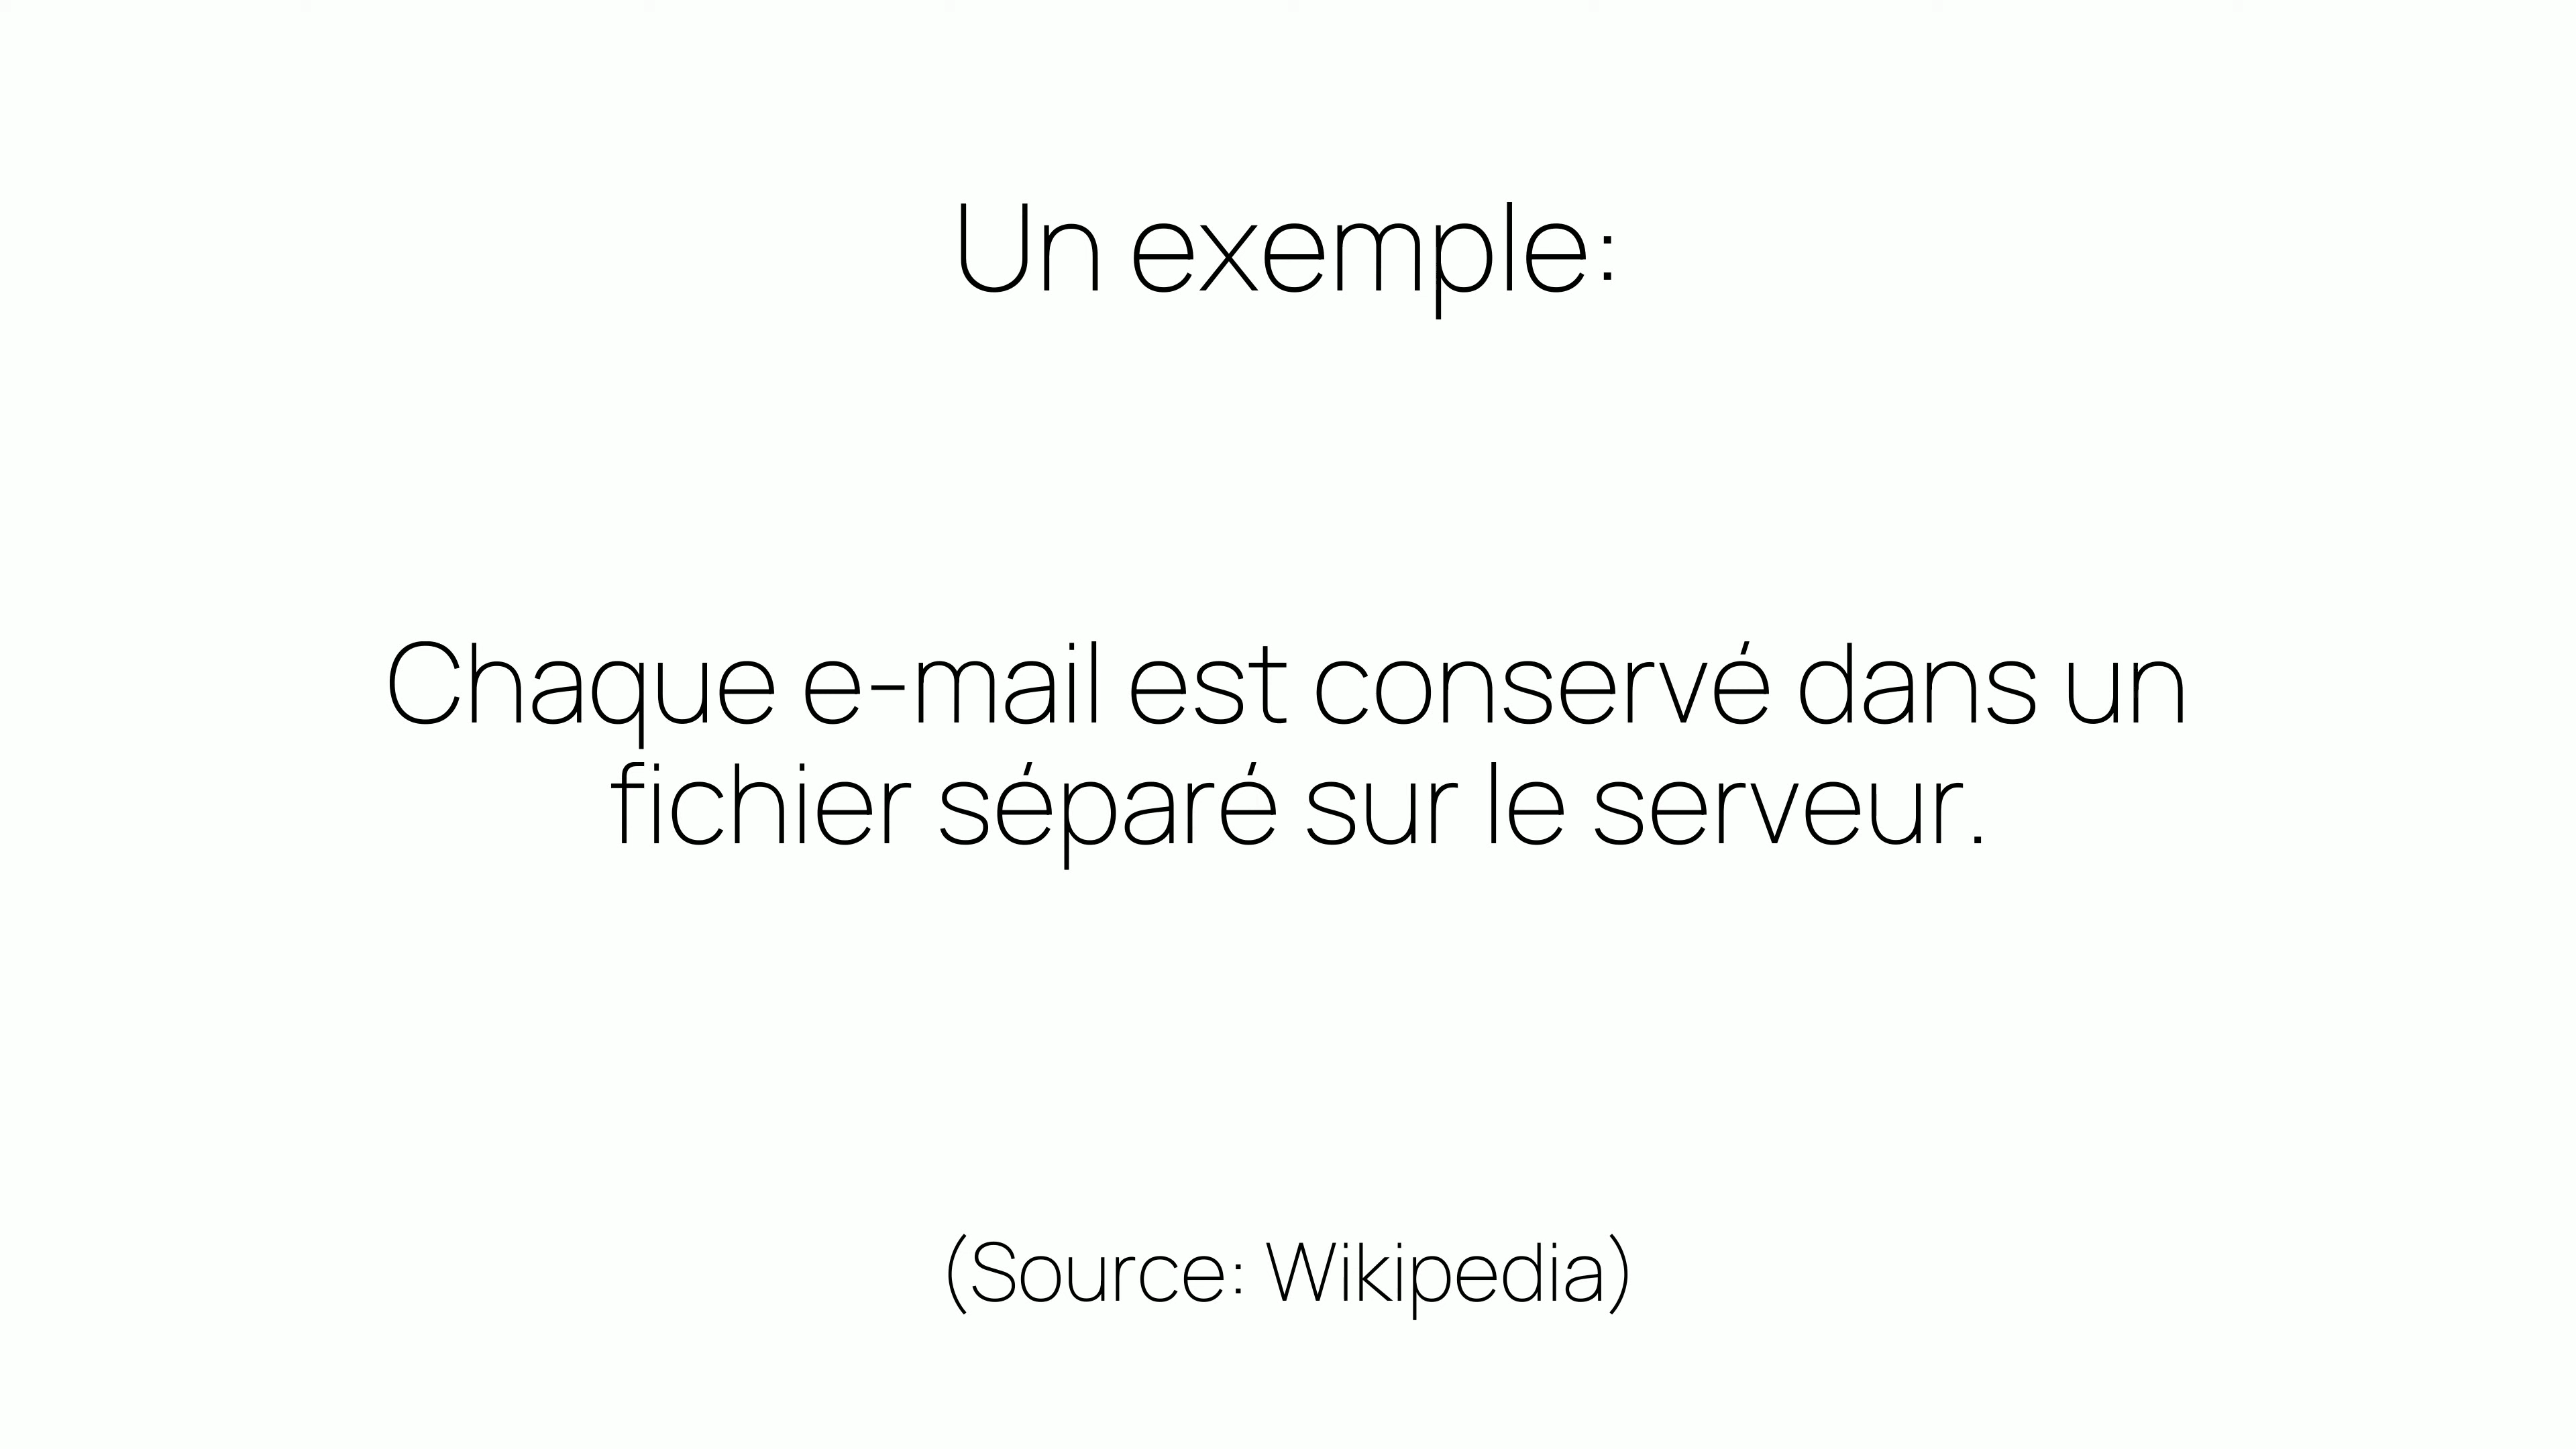 Un exemple:
Chaque e-mail est conservé dans un
fichier séparé sur le serveur.
(Source: Wikipedia)